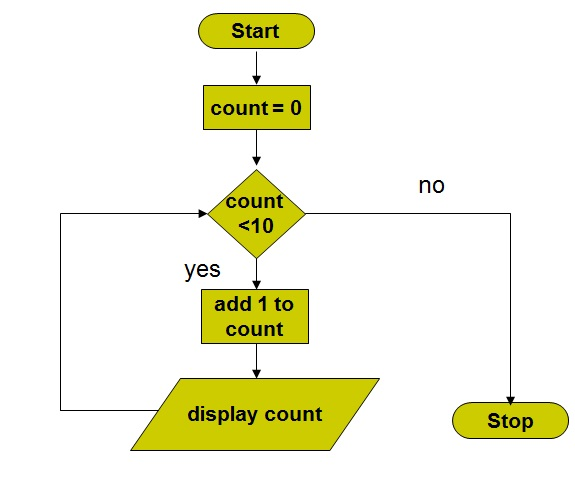 Start
count = 0
count
<10
no
yes
add 1 to
count
display count
Stop